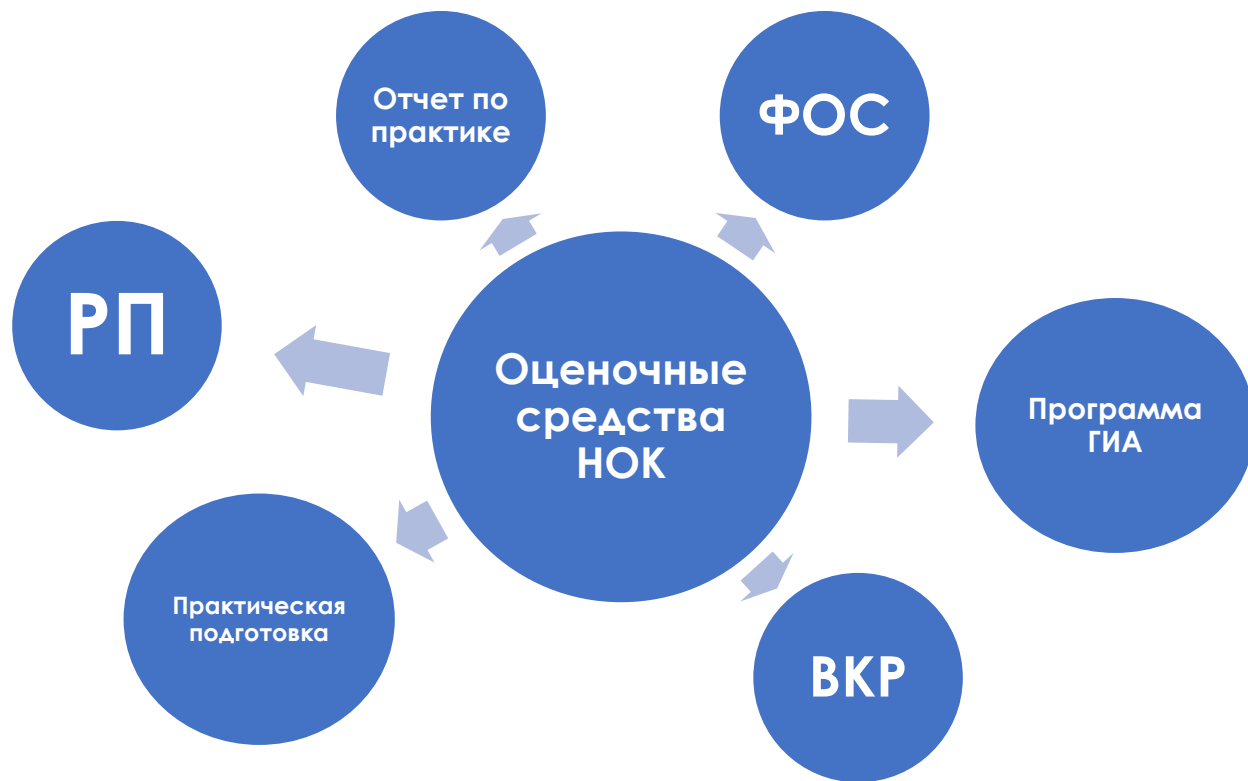 Отчет по
практике
ФОС
РП
Оценочные
средства
НОК
Программа
ГИА
Практическая
подготовка
ВКР